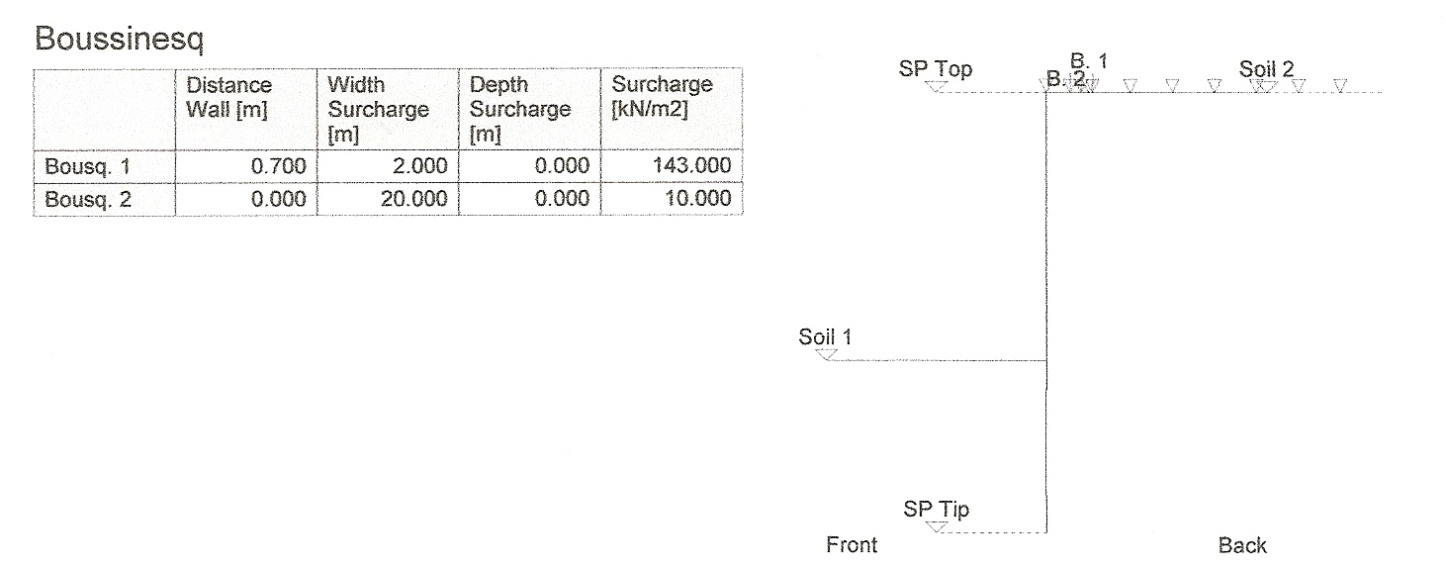 Boussinesq
Distance Wall [m] Width Surcharge [m] Depth Surcharge [m] Surcharge [kN/m2]
Bousq. 1 0.700 2.000 0.000 143.000
Bousq. 2 0.000 20.000 0.000 10.000
SP Top
B. 1
B. 2
Soil 2
Soil 1
SP Tip
Front
Back